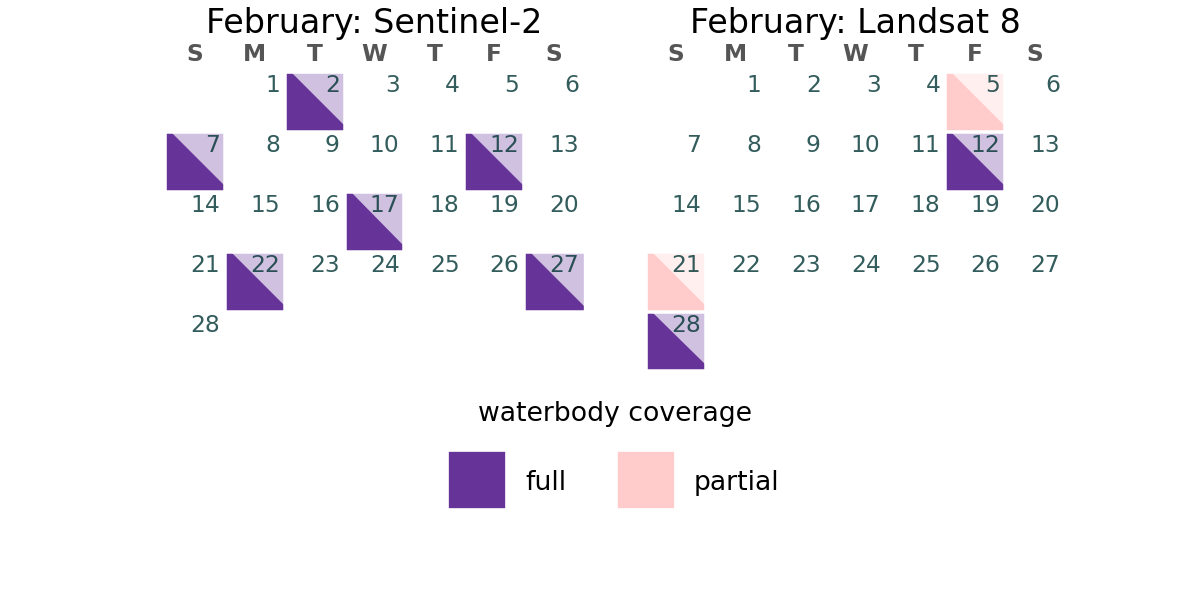 February: Sentinel-2
S M T W T F S
1 2 3 4 5 6
7 8 9 10 11 12 13
14 15 16 17 18 19 20
21 22 23 24 25 26 27
28
February: Landsat 8
S M T W T F S
1 2 3 4 5 6
7 8 9 10 11 12 13
14 15 16 17 18 19 20
21 22 23 24 25 26 27
28
waterbody coverage
full partial